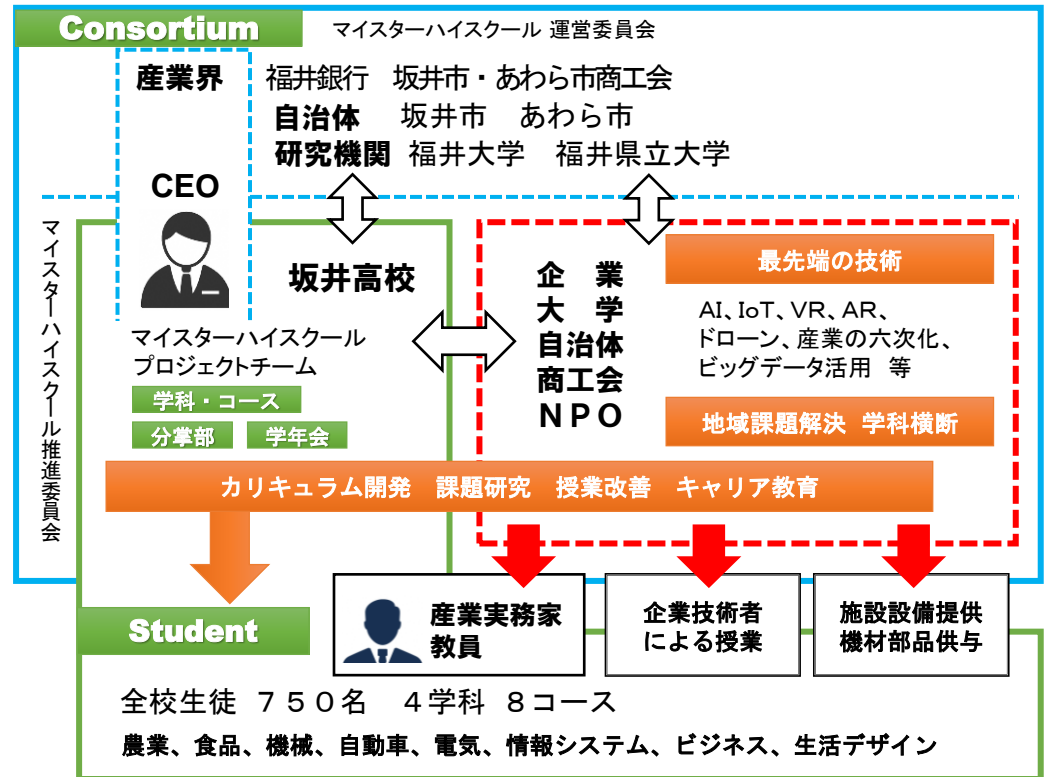 Consortium
マイスターハイスクール 運営委員会
産業界 福井銀行 坂井市・あわら市商工会
自治体 坂井市 あわら市
研究機関 福井大学 福井県立大学
CEO
マイスターハイスクール推進委員会
坂井高校
マイスターハイスクール
プロジェクトチーム
学科・コース
分掌部 学年会
企 業
大 学
自治体
商工会
ＮＰＯ
最先端の技術
AI、IoT、VR、AR、
ドローン、産業の六次化、
ビッグデータ活用 等
地域課題解決 学科横断
カリキュラム開発 課題研究 授業改善 キャリア教育
産業実務家
教員
企業技術者
による授業
施設設備提供
機材部品供与
Student
全校生徒 ７５０名 ４学科 ８コース
農業、食品、機械、自動車、電気、情報システム、ビジネス、生活デザイン